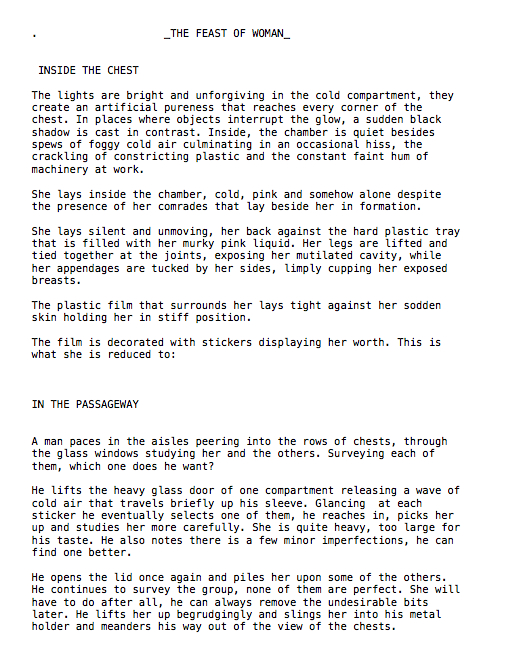 . _THE FEAST OF WOMAN_
INSIDE THE CHEST
The lights are bright and unforgiving in the cold compartment, they
create an artificial pureness that reaches every corner of the
chest. In places where objects interrupt the glow, a sudden black
shadow is cast in contrast. Inside, the chamber is quiet besides
spews of foggy cold air culminating in an occasional hiss, the
crackling of constricting plastic and the constant faint hum of
machinery at work.
She lays inside the chamber, cold, pink and somehow alone despite
the presence of her comrades that lay beside her in formation.
She lays silent and unmoving, her back against the hard plastic tray
that is filled with her murky pink liquid. Her legs are lifted and
tied together at the joints, exposing her mutilated cavity, while
her appendages are tucked by her sides, limply cupping her exposed
breasts.
The plastic film that surrounds her lays tight against her sodden
skin holding her in stiff position.
The film is decorated with stickers displaying her worth. This is
what she is reduced to:
IN THE PASSAGEWAY
A man paces in the aisles peering into the rows of chests, through
the glass windows studying her and the others. Surveying each of
them, which one does he want?
He lifts the heavy glass door of one compartment releasing a wave of
cold air that travels briefly up his sleeve. Glancing  at each
sticker he eventually selects one of them, he reaches in, picks her
up and studies her more carefully. She is quite heavy, too large for
his taste. He also notes there is a few minor imperfections, he can
find one better.
He opens the lid once again and piles her upon some of the others.
He continues to survey the group, none of them are perfect. She will
have to do after all, he can always remove the undesirable bits
later. He lifts her up begrudgingly and slings her into his metal
holder and meanders his way out of the view of the chests.